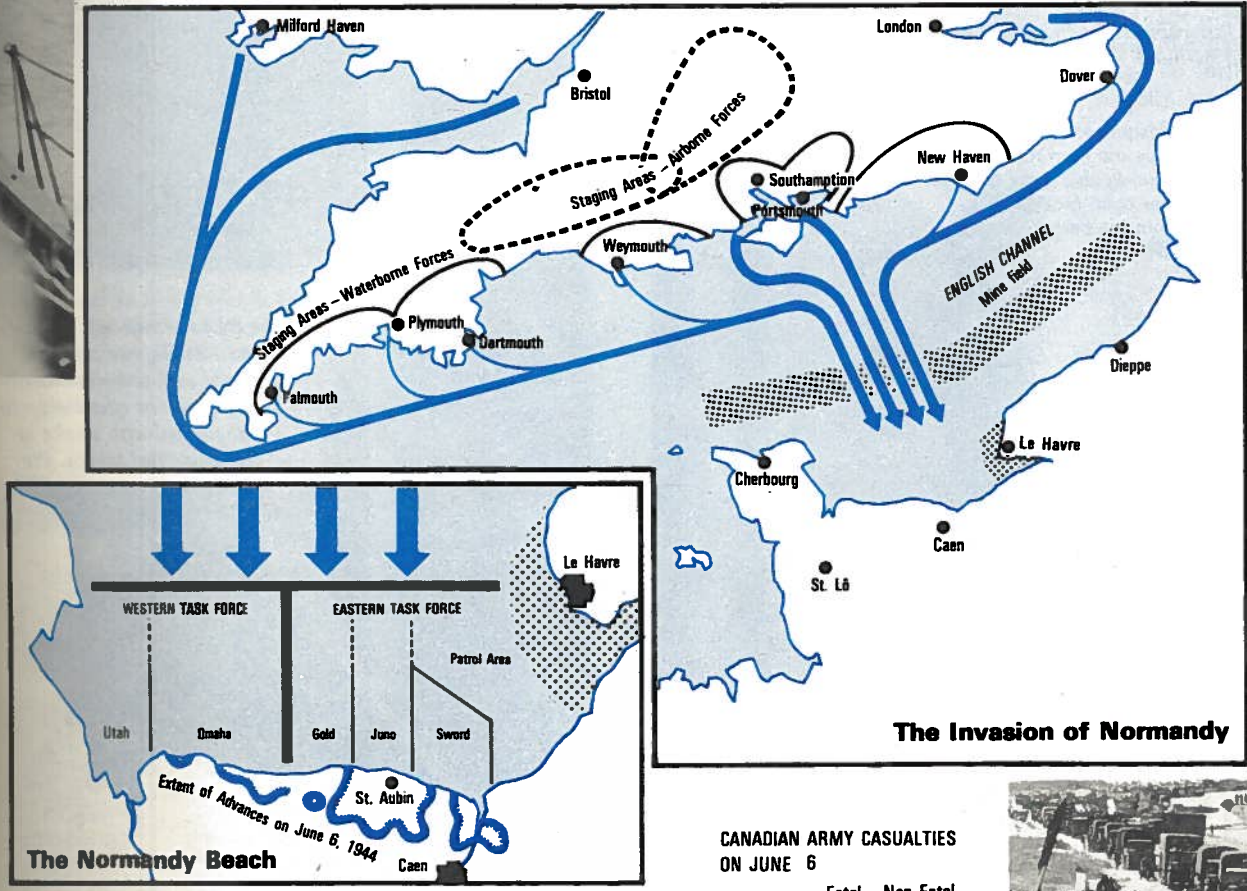 Milford Haven
London
Bristol
Dover
Staging Areas – Airborne Forces
New Haven
Southampton
Portsmouth
Weymouth
ENGLISH CHANNEL
Mine field
Staging Areas – Waterborne Forces
Plymouth
Dartmouth
Falmouth
Dieppe
Le Havre
Cherbourg
Caen
St. Lô
The Invasion of Normandy
Le Havre
WESTERN TASK FORCE
EASTERN TASK FORCE
Patrol Area
Utah
Omaha
Gold
Juno
Sword
St. Aubin
Extent of Advances on June 6, 1944
Caen
The Normandy Beach
CANADIAN ARMY CASUALTIES
ON JUNE 6
Fatal Non-Fatal